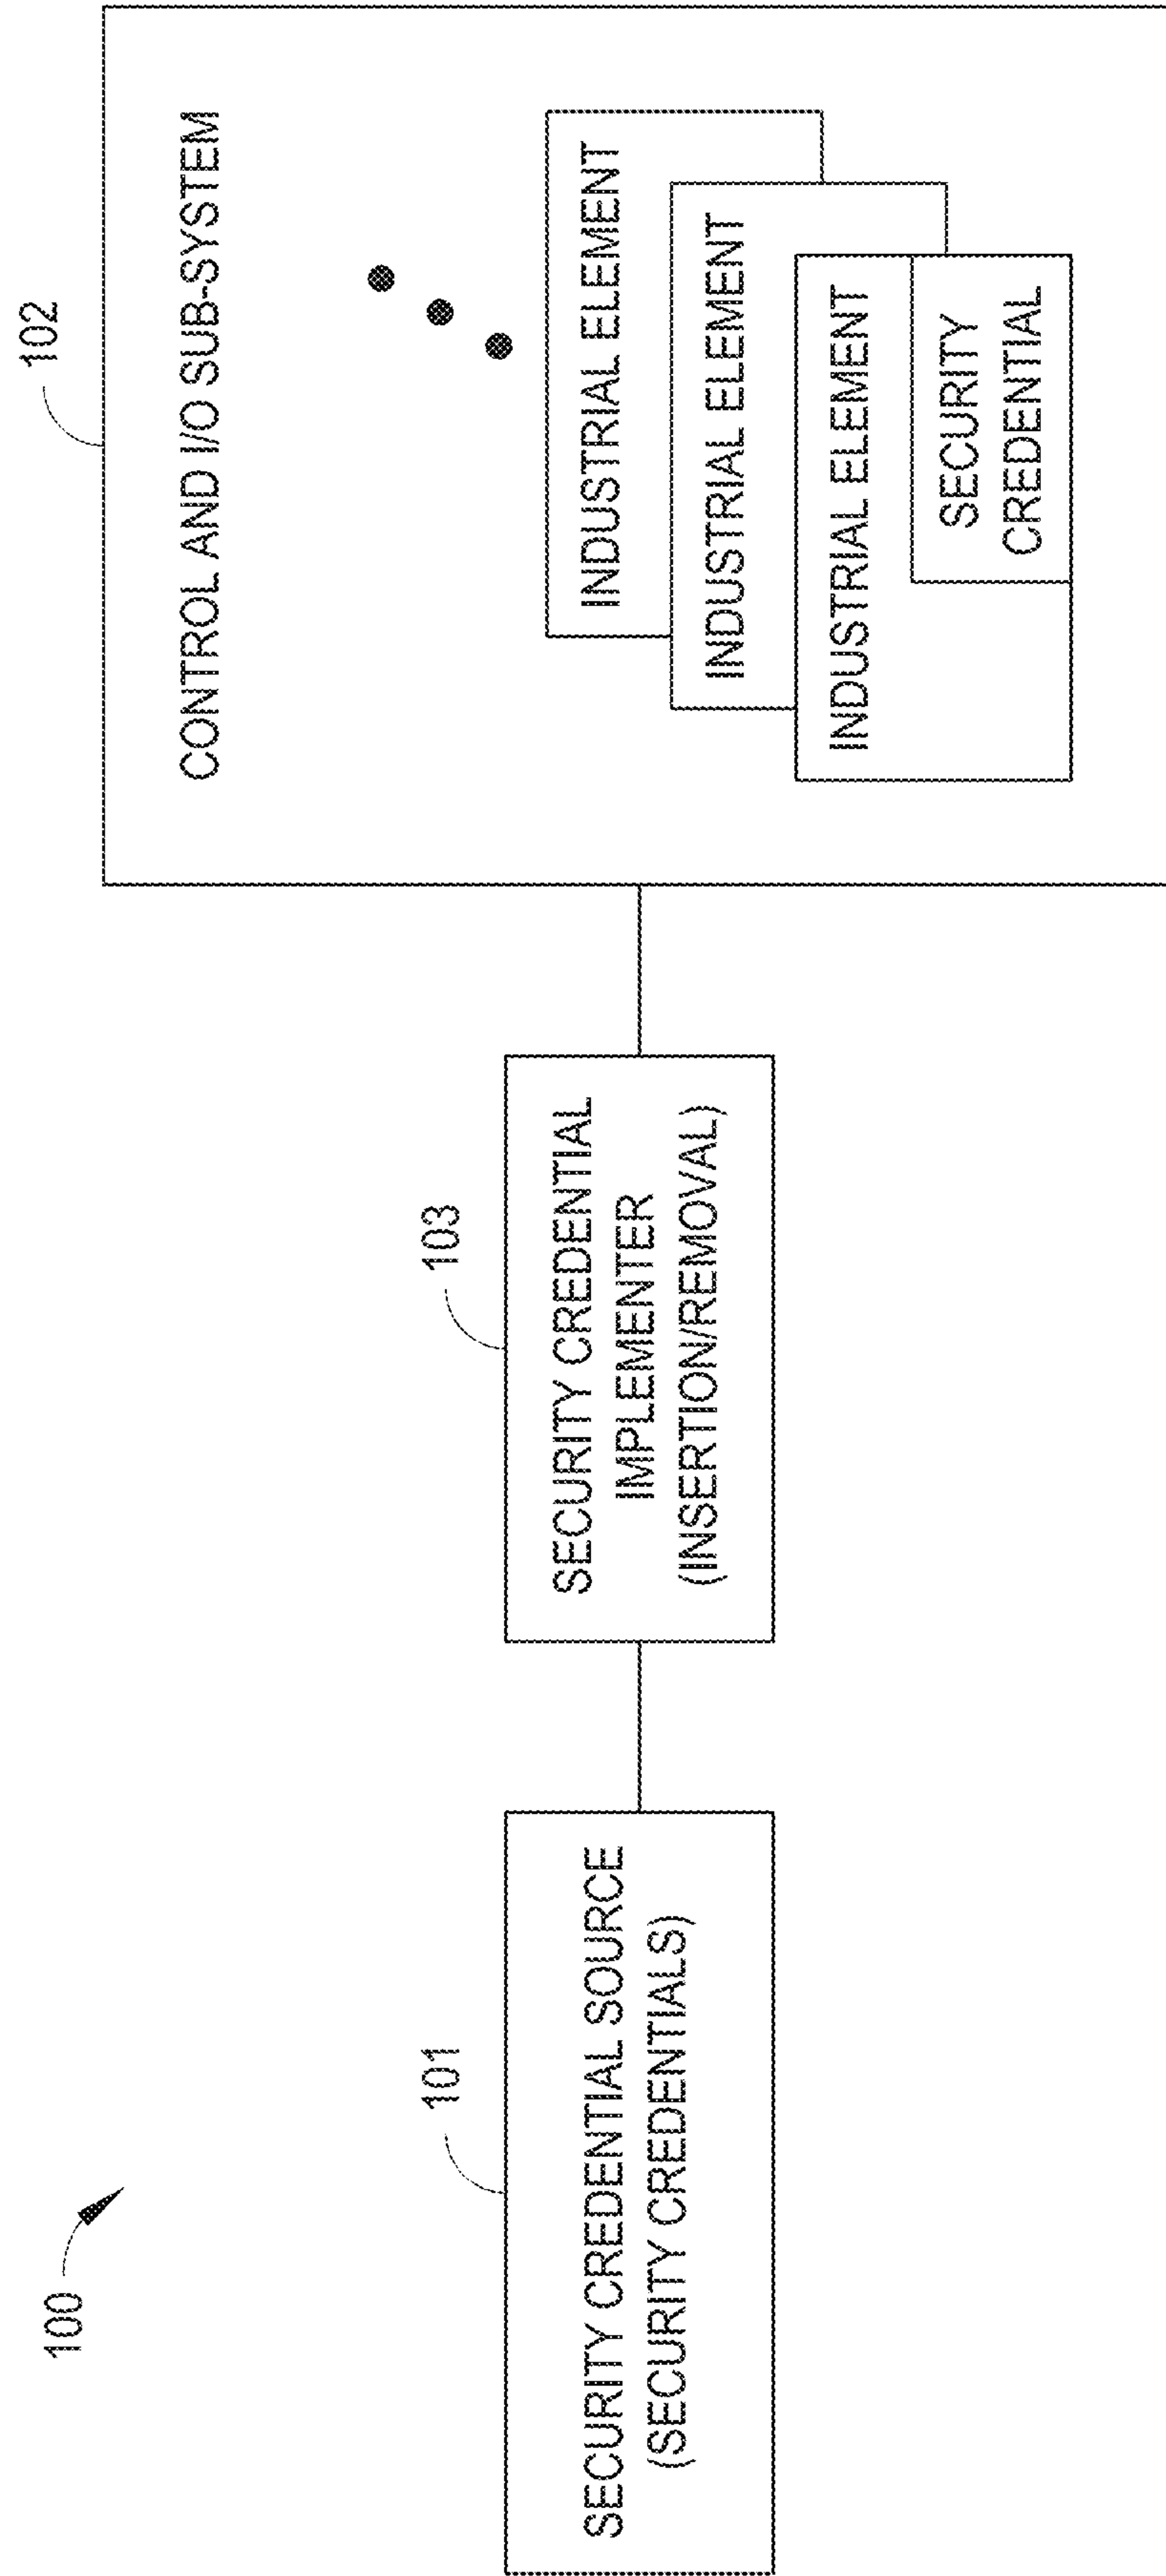 100
101
SECURITY CREDENTIAL SOURCE
(SECURITY CREDENTIALS)
103
SECURITY CREDENTIAL
IMPLEMENTER
(INSERTION/REMOVAL)
102
CONTROL AND I/O SUB-SYSTEM
INDUSTRIAL ELEMENT
INDUSTRIAL ELEMENT
INDUSTRIAL ELEMENT
SECURITY
CREDENTIAL